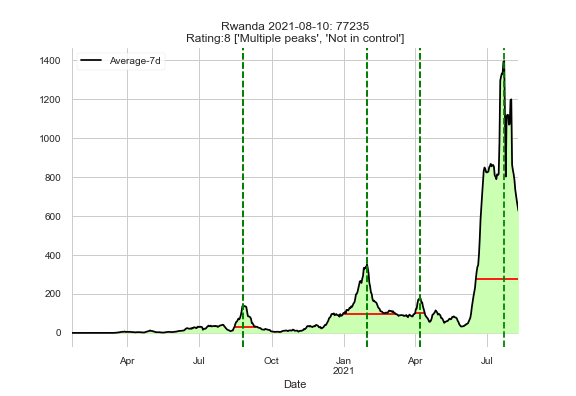 Rwanda 2021-08-10: 77235
Rating:8 ['Multiple peaks', 'Not in control']
Average-7d
1400
1200
1000
800
600
400
200
0
Apr Jul Oct Jan Apr Jul
2021
Date